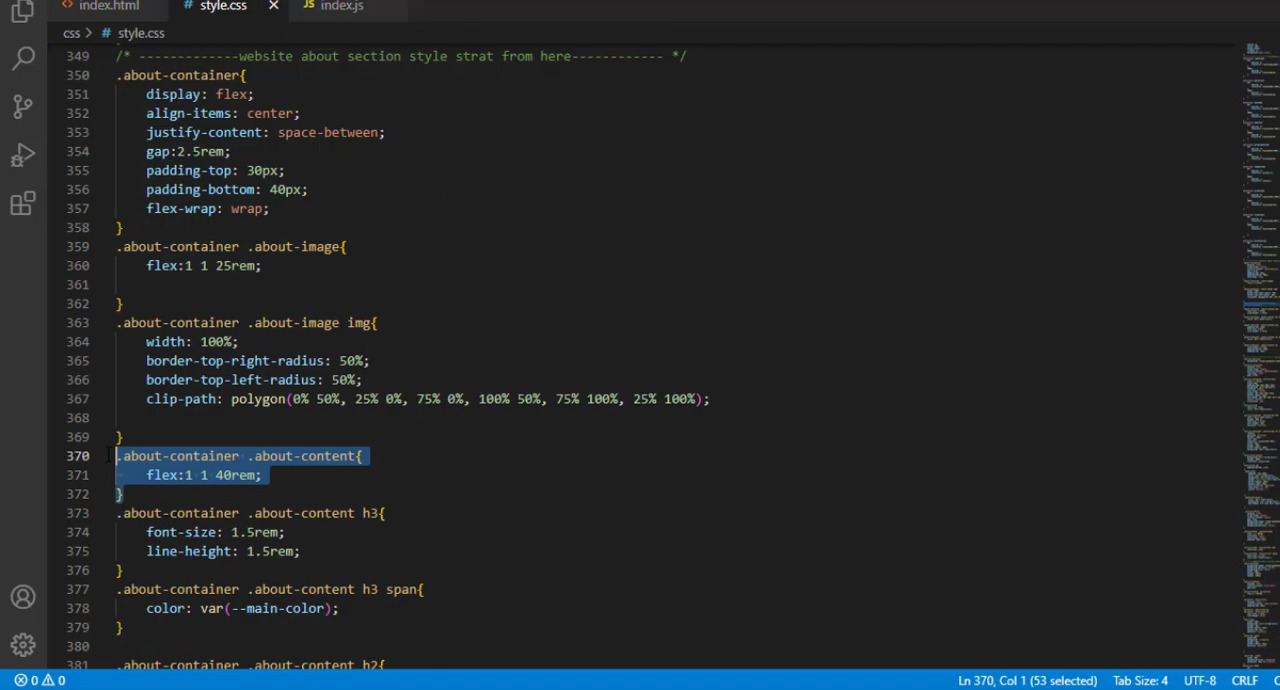 <> index.html
# style.css ×
JS index.js
css > # style.css
349 /* -------------website about section style strat from here------------ */
350 .about-container{
351 display: flex;
352 align-items: center;
353 justify-content: space-between;
354 gap:2.5rem;
355 padding-top: 30px;
356 padding-bottom: 40px;
357 flex-wrap: wrap;
358 }
359 .about-container .about-image{
360 flex:1 1 25rem;
361
362 }
363 .about-container .about-image img{
364 width: 100%;
365 border-top-right-radius: 50%;
366 border-top-left-radius: 50%;
367 clip-path: polygon(0% 50%, 25% 0%, 75% 0%, 100% 50%, 75% 100%, 25% 100%);
368
369 }
370 .about-container .about-content{
371 flex:1 1 40rem;
372 }
373 .about-container .about-content h3{
374 font-size: 1.5rem;
375 line-height: 1.5rem;
376 }
377 .about-container .about-content h3 span{
378 color: var(--main-color);
379 }
380
381 .about-container .about-content h2{
0 0
Ln 370, Col 1 (53 selected) Tab Size: 4 UTF-8 CRLF